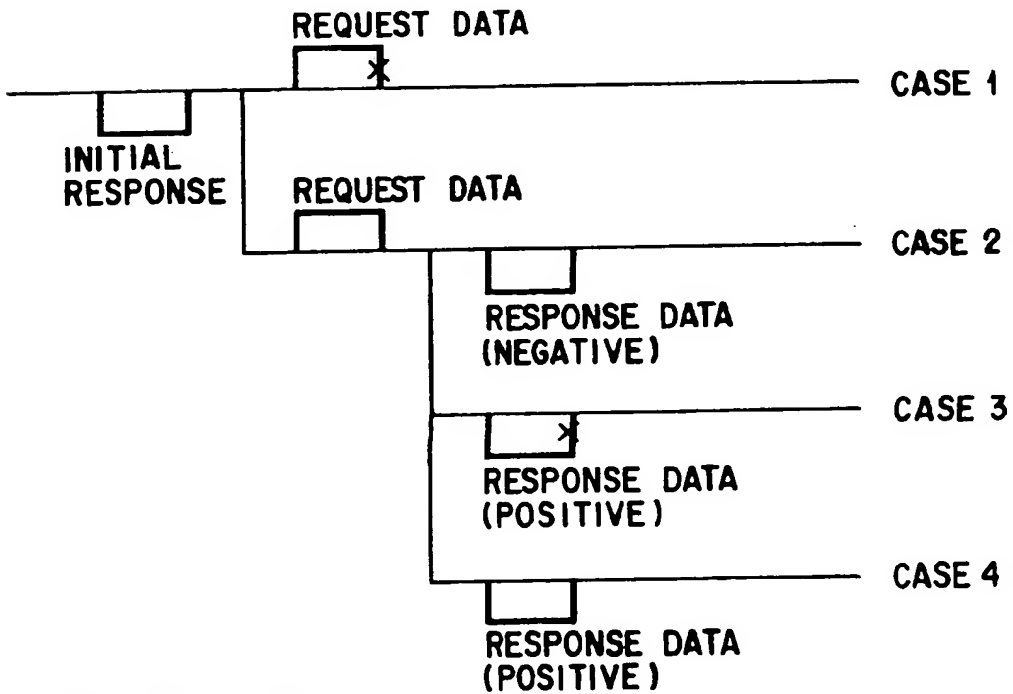 REQUEST DATA
CASE 1
INITIAL
RESPONSE
REQUEST DATA
CASE 2
RESPONSE DATA
(NEGATIVE)
CASE 3
RESPONSE DATA
(POSITIVE)
CASE 4
RESPONSE DATA
(POSITIVE)